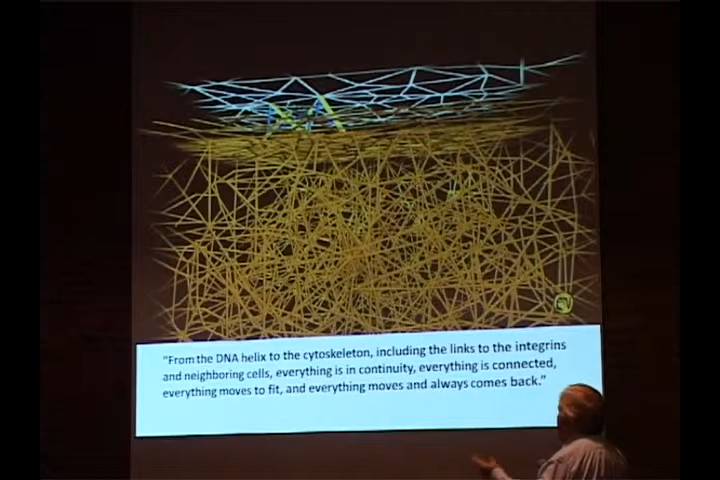 "From the DNA helix to the cytoskeleton, including the links to the integrins
and neighboring cells, everything is in continuity, everything is connected,
everything moves to fit, and everything moves and always comes back."